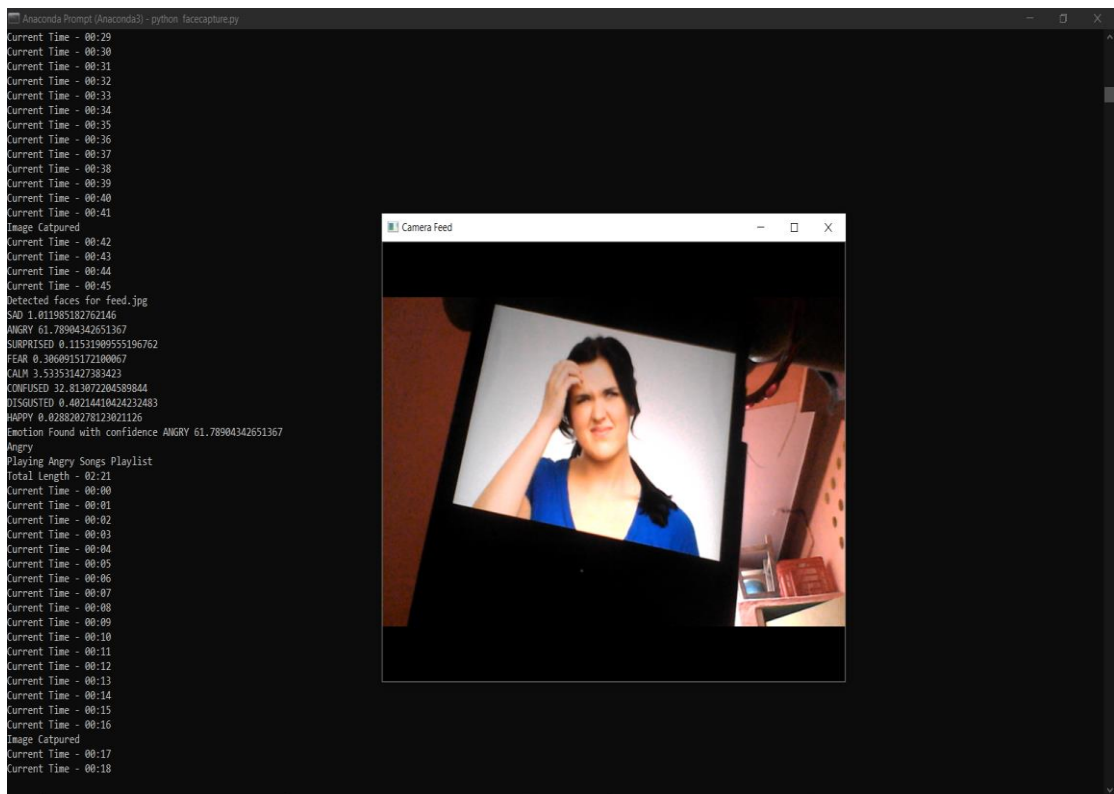 Anaconda Prompt (Anaconda3) - python facecapture.py
Current Time - 00:29
Current Time - 00:30
Current Time - 00:31
Current Time - 00:32
Current Time - 00:33
Current Time - 00:34
Current Time - 00:35
Current Time - 00:36
Current Time - 00:37
Current Time - 00:38
Current Time - 00:39
Current Time - 00:40
Current Time - 00:41
Image Catpured
Current Time - 00:42
Current Time - 00:43
Current Time - 00:44
Current Time - 00:45
Detected faces for feed.jpg
SAD 1.011985182762146
ANGRY 61.78904342651367
SURPRISED 0.11531909555196762
FEAR 0.3060915172100067
CALM 3.533531427383423
CONFUSED 32.813072204589844
DISGUSTED 0.40214410424232483
HAPPY 0.028820278123021126
Emotion Found with confidence ANGRY 61.78904342651367
Angry
Playing Angry Songs Playlist
Total Length - 02:21
Current Time - 00:00
Current Time - 00:01
Current Time - 00:02
Current Time - 00:03
Current Time - 00:04
Current Time - 00:05
Current Time - 00:06
Current Time - 00:07
Current Time - 00:08
Current Time - 00:09
Current Time - 00:10
Current Time - 00:11
Current Time - 00:12
Current Time - 00:13
Current Time - 00:14
Current Time - 00:15
Current Time - 00:16
Image Catpured
Current Time - 00:17
Current Time - 00:18
Camera Feed